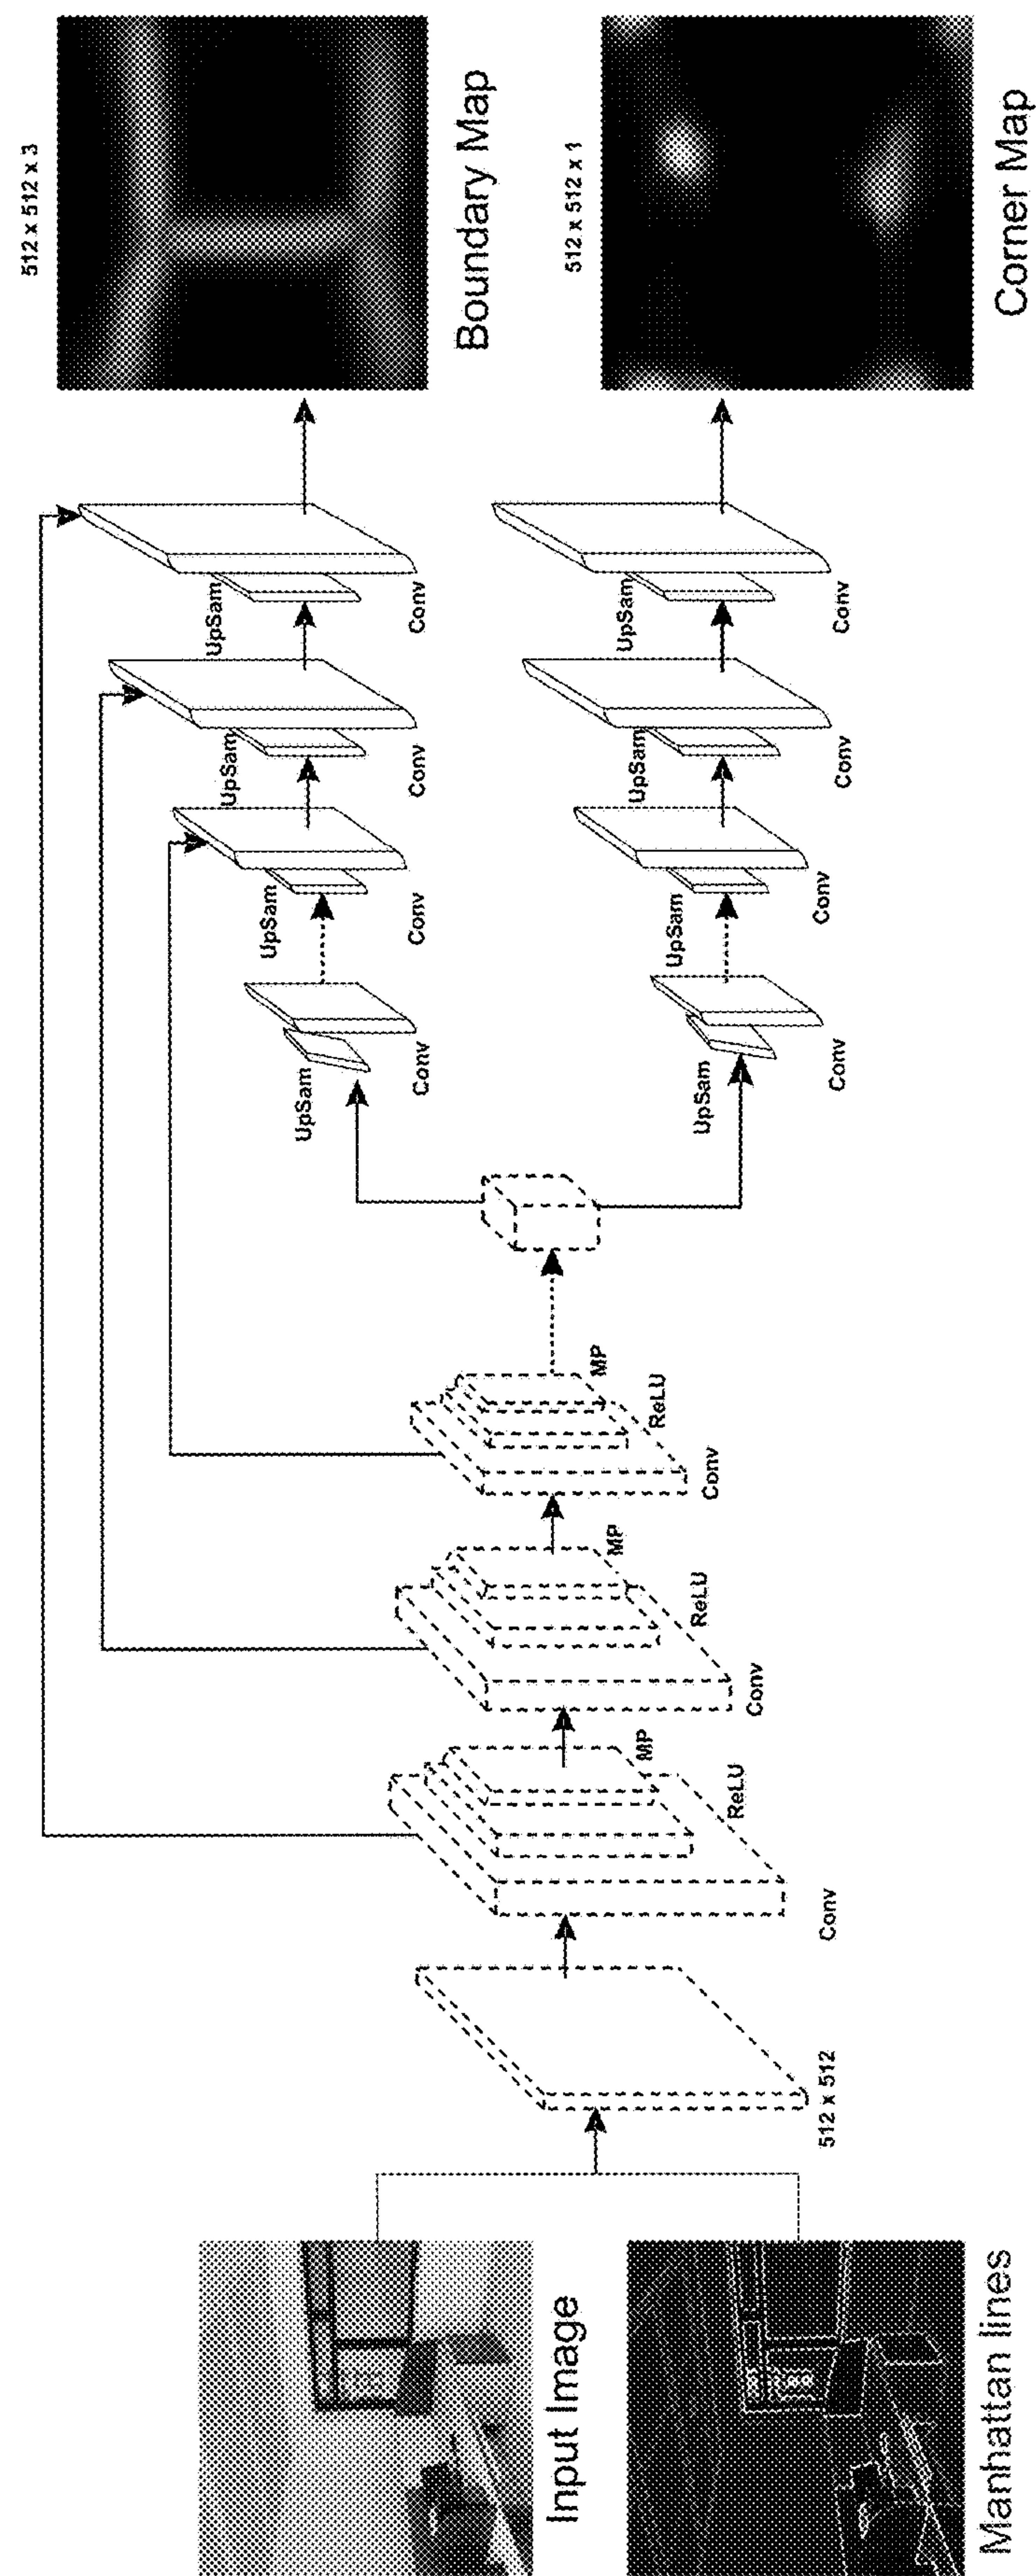 Input Image
Manhattan lines
512 x 512
Conv
ReLU
MP
Conv
ReLU
MP
Conv
ReLU
MP
UpSam
Conv
UpSam
Conv
UpSam
Conv
UpSam
Conv
512 x 512 x 3
Boundary Map
UpSam
Conv
UpSam
Conv
UpSam
Conv
UpSam
Conv
512 x 512 x 1
Corner Map